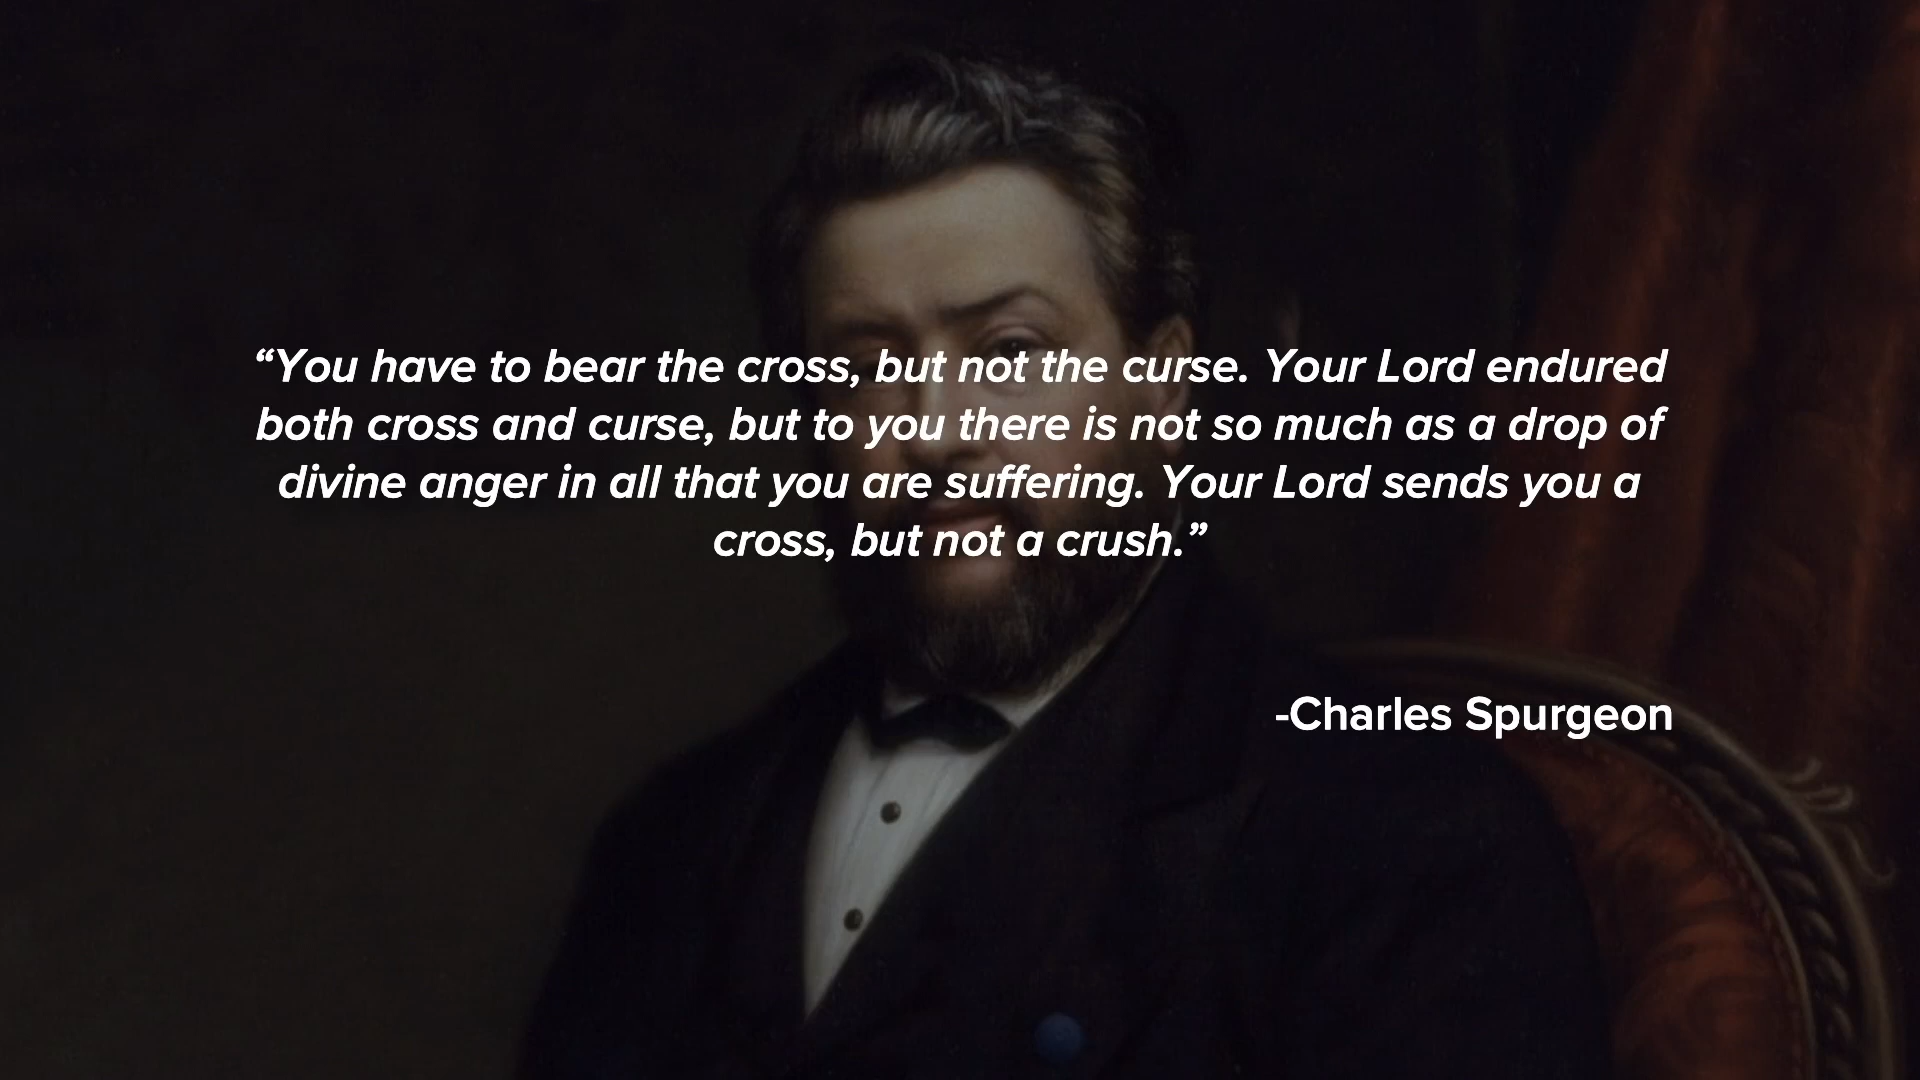 “You have to bear the cross, but not the curse. Your Lord endured
both cross and curse, but to you there is not so much as a drop of
divine anger in all that you are suffering. Your Lord sends you a
cross, but not a crush.”
-Charles Spurgeon